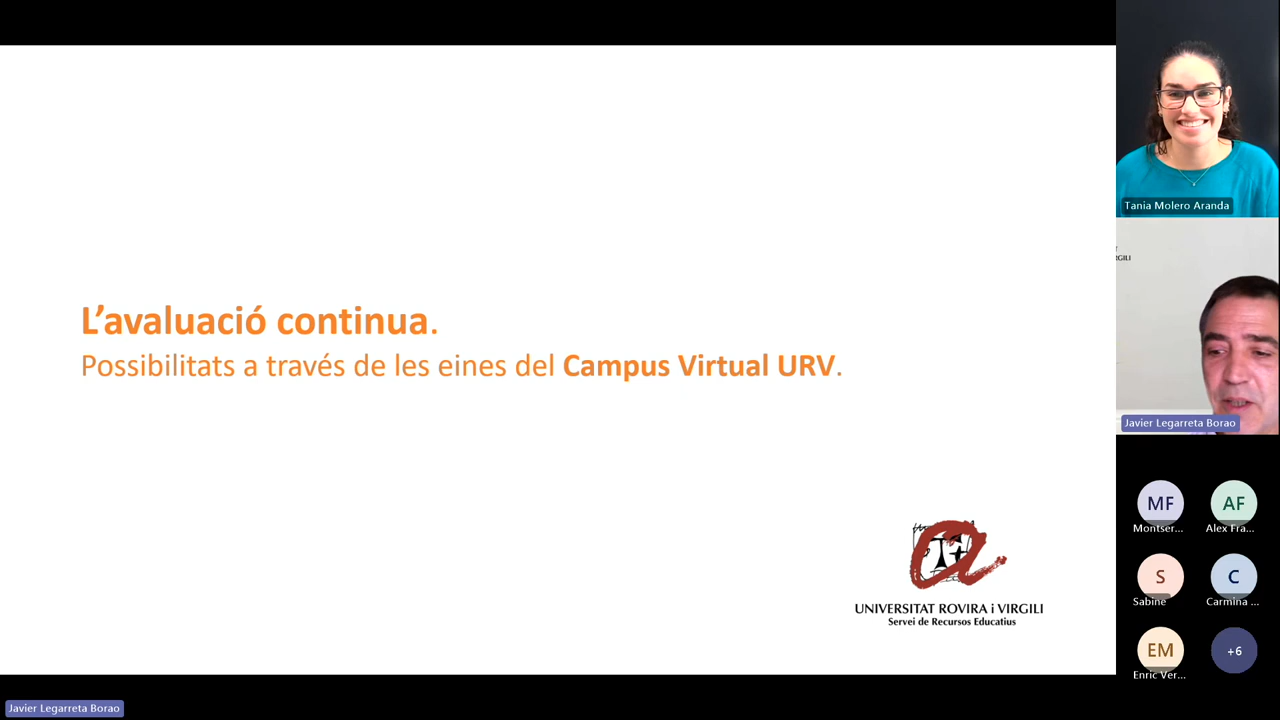 L'avaluació continua.
Possibilitats a través de les eines del Campus Virtual URV.
UNIVERSITAT ROVIRA i VIRGILI
Servei de Recursos Educatius
Tania Molero Aranda
RGILI
Javier Legarreta Borao
MF
Montser...
AF
Alex Fra...
S
Sabine
C
Carmina ...
EM
Enric Ver...
+6
Javier Legarreta Borao